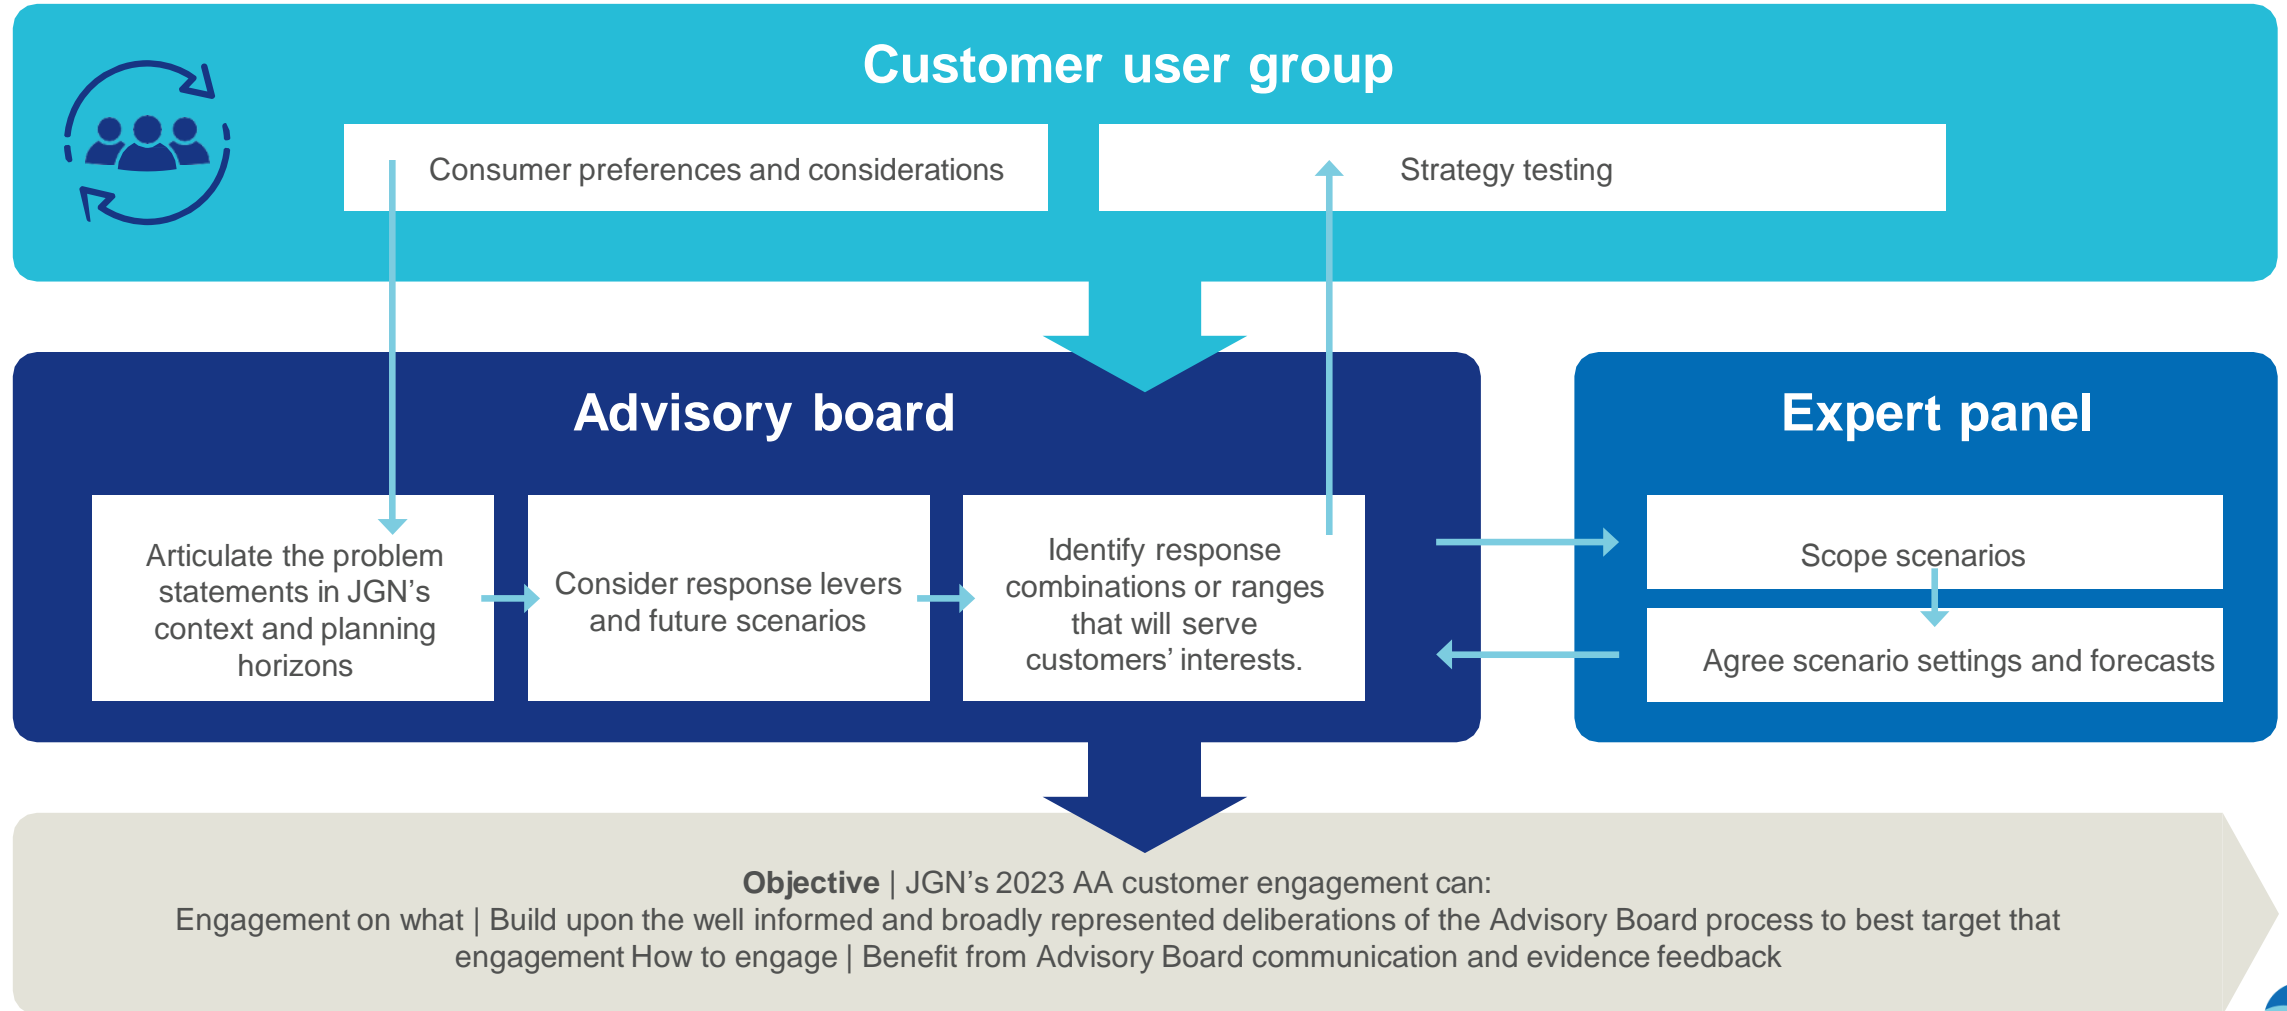 Customer user group
Consumer preferences and considerations
Strategy testing
Advisory board
Articulate the problem
statements in JGN’s
context and planning
horizons
Consider response levers
and future scenarios
Identify response
combinations or ranges
that will serve
customers’ interests.
Expert panel
Scope scenarios
Agree scenario settings and forecasts
Objective | JGN’s 2023 AA customer engagement can:
Engagement on what | Build upon the well informed and broadly represented deliberations of the Advisory Board process to best target that
engagement How to engage | Benefit from Advisory Board communication and evidence feedback